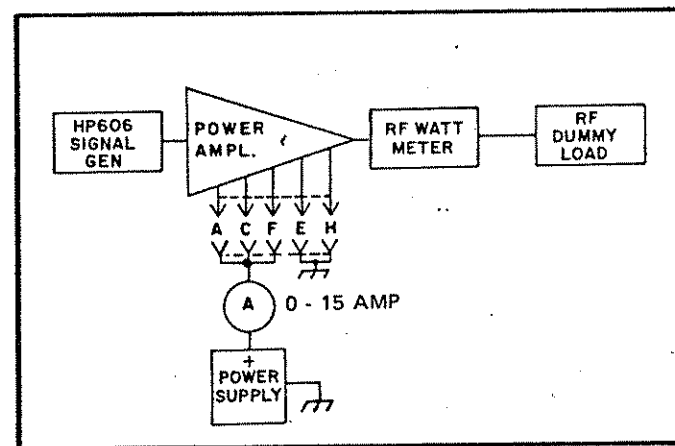 HP606
SIGNAL
GEN
POWER
AMPL.
RF WATT
METER
RF
DUMMY
LOAD
A C F E H
A 0 - 15 AMP
+
POWER
SUPPLY